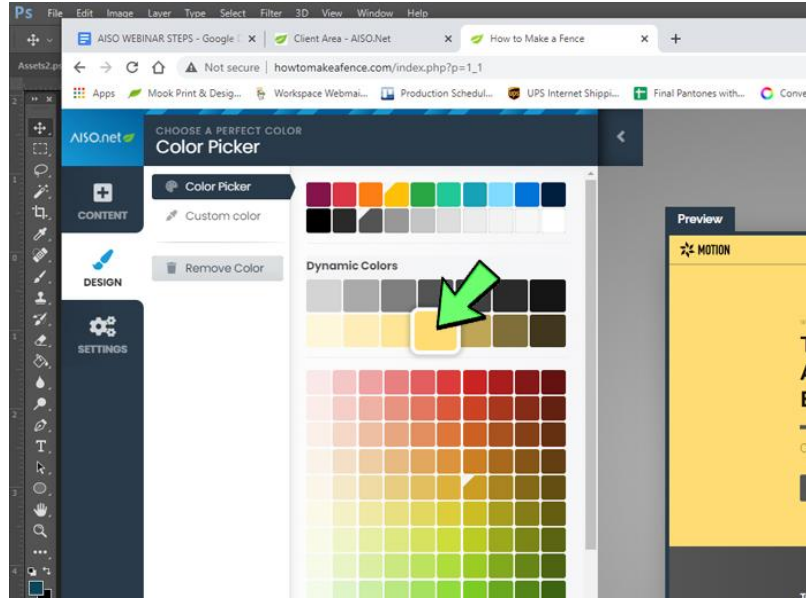 Ps File Edit Image Layer Type Select Filter 3D View Window Help
AISO WEBINAR STEPS - Google
Client Area - AISO.Net
How to Make a Fence
Not secure | howtomakeafence.com/index.php?p=1_1
Assets2.ps
Apps
Mook Print & Desig...
Workspace Webmai...
Production Schedul...
UPS Internet Shippi...
Final Pantones with...
Conve
AISO.net
CHOOSE A PERFECT COLOR
Color Picker
CONTENT
DESIGN
SETTINGS
Color Picker
Custom color
Remove Color
Dynamic Colors
Preview
MOTION